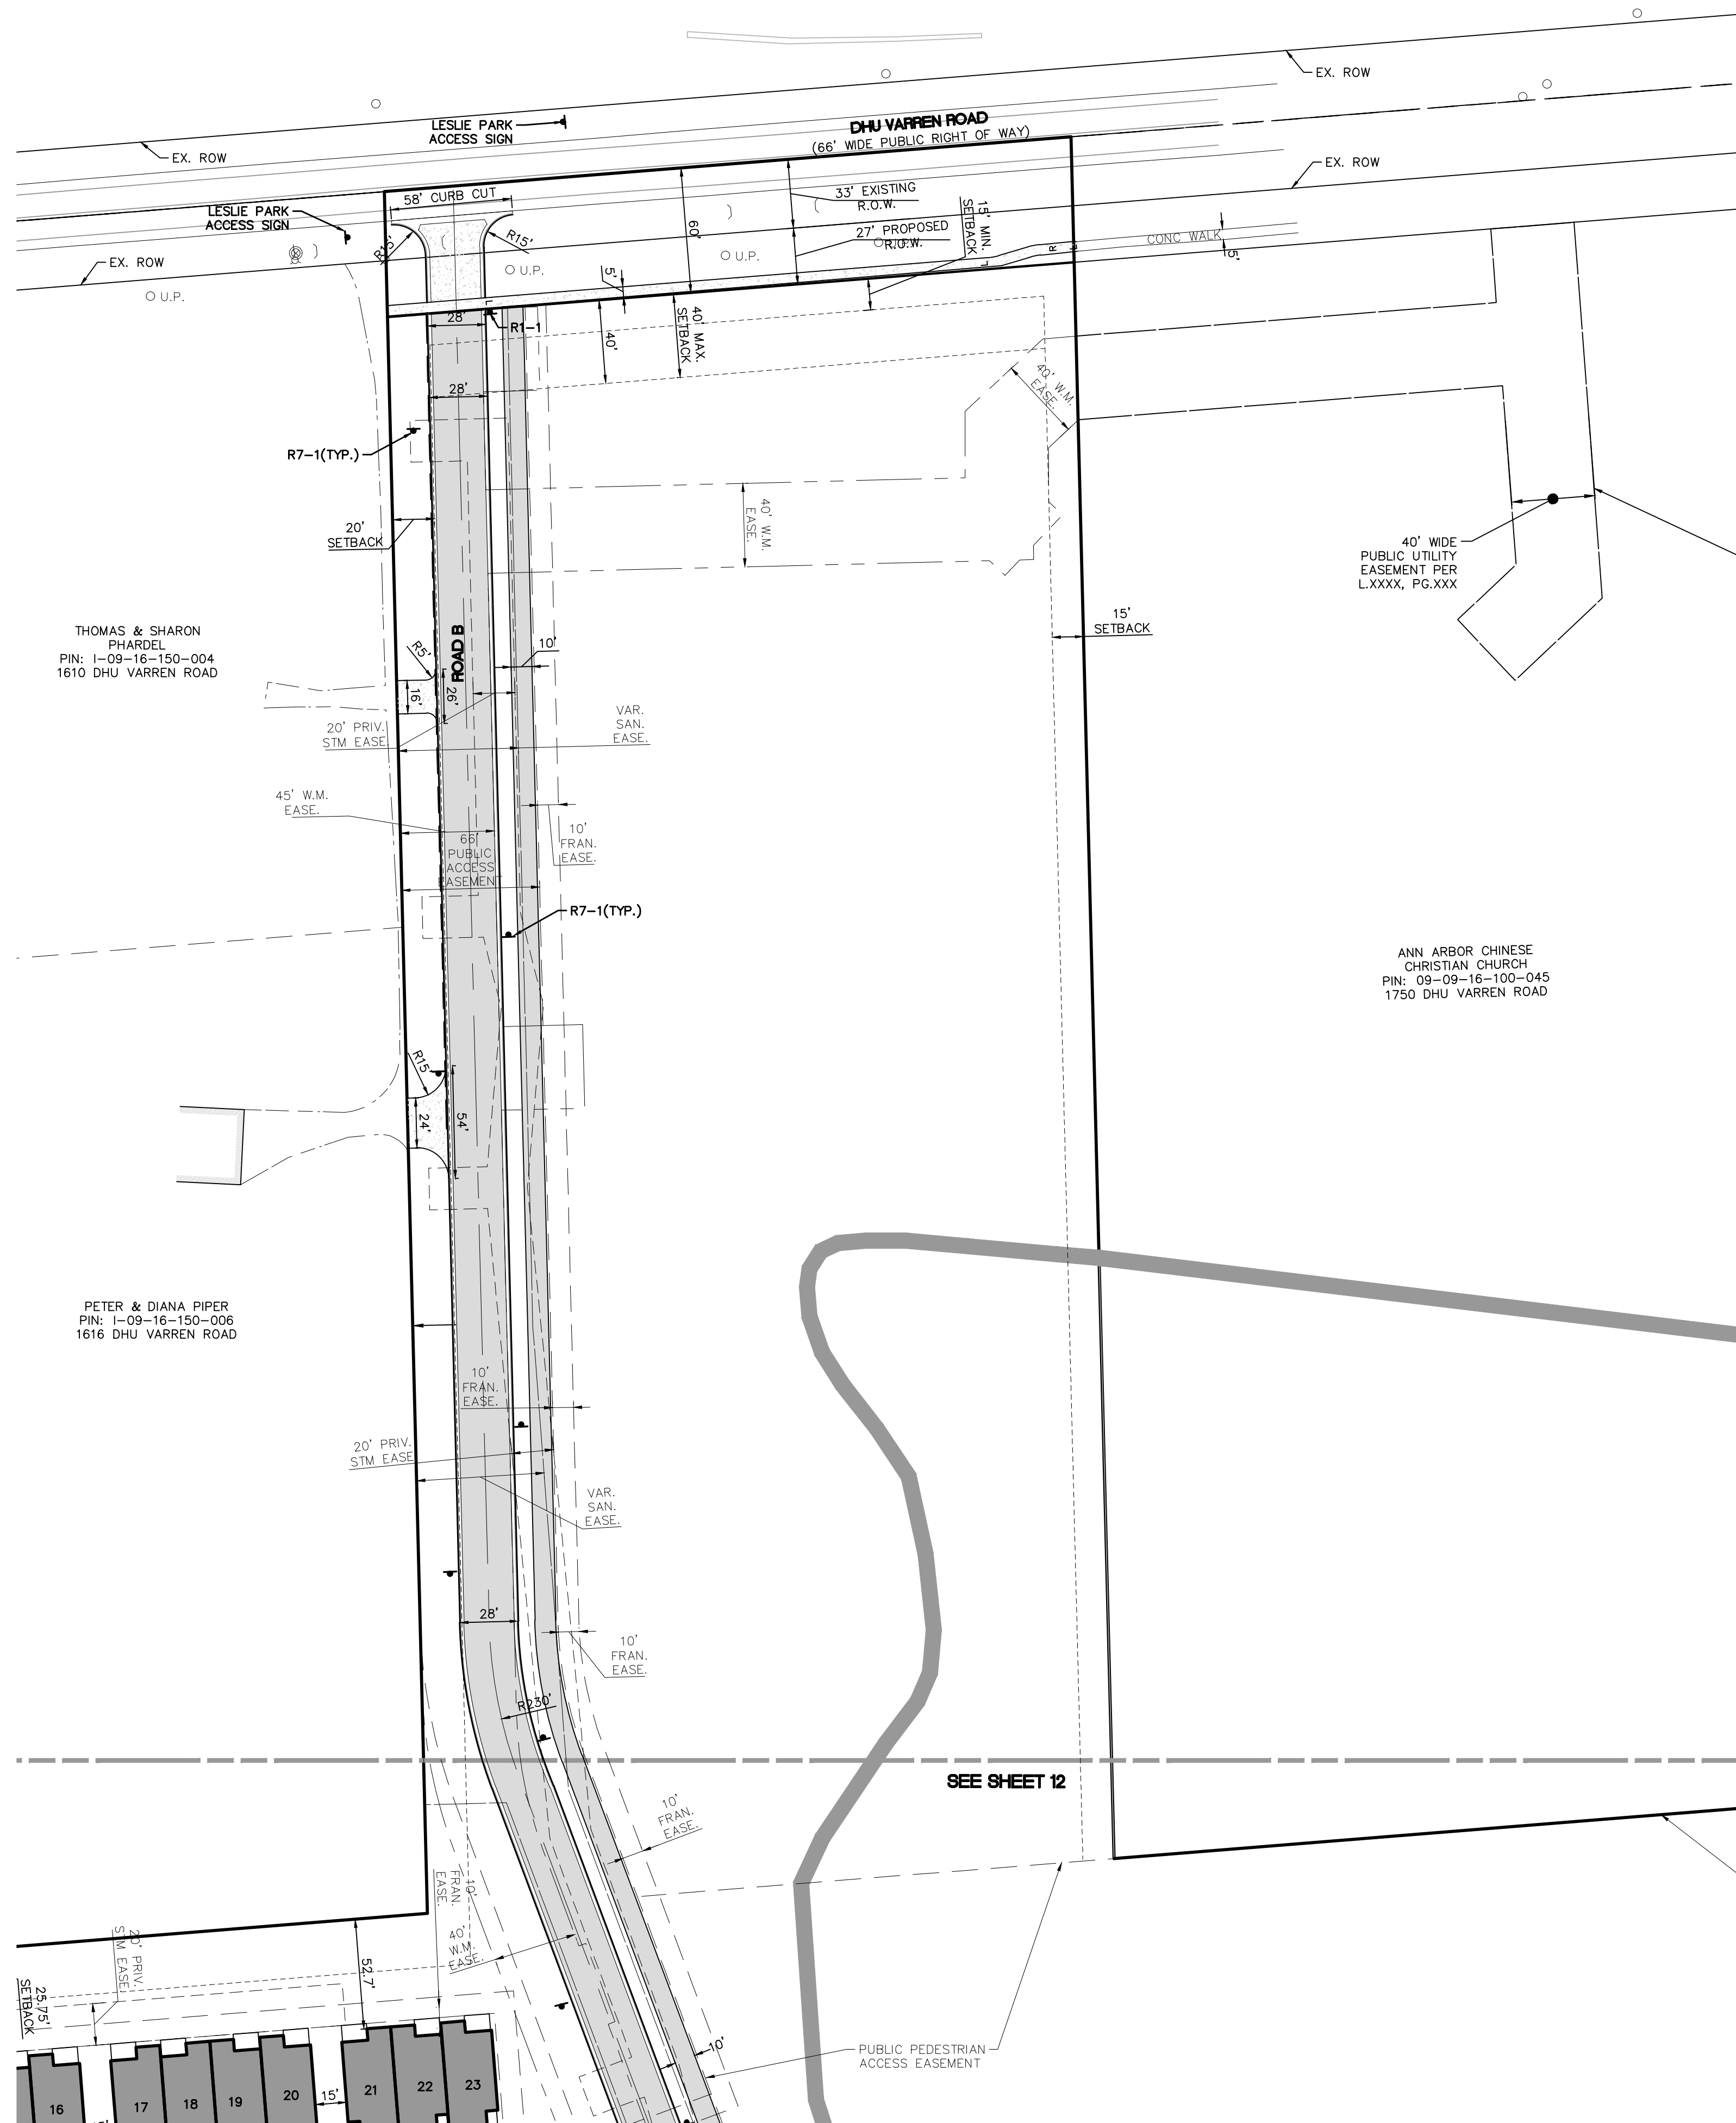 EX. ROW
LESLIE PARK
ACCESS SIGN
DHU VARREN ROAD
(66' WIDE PUBLIC RIGHT OF WAY)
EX. ROW
EX. ROW
58' CURB CUT
33' EXISTING
R.O.W.
LESLIE PARK
ACCESS SIGN
15' MIN.
SETBACK
60'
27' PROPOSED
R.O.W.
R15'
R15'
CONC WALK
R
L
5'
EX. ROW
U.P.
U.P.
U.P.
5'
L
L
28'
R1-1
40' MAX.
SETBACK
40'
28'
40' W.M.
EASE.
R7-1(TYP.)
40' W.M.
EASE.
20'
SETBACK
40' WIDE
PUBLIC UTILITY
EASEMENT PER
L.XXXX, PG.XXX
15'
SETBACK
THOMAS & SHARON
PHARDEL
PIN: I-09-16-150-004
1610 DHU VARREN ROAD
ROAD B
R5'
10'
16'
26'
20' PRIV.
STM EASE.
VAR.
SAN.
EASE.
45' W.M.
EASE.
66'
PUBLIC
ACCESS
EASEMENT
10'
FRAN.
EASE.
R7-1(TYP.)
ANN ARBOR CHINESE
CHRISTIAN CHURCH
PIN: 09-09-16-100-045
1750 DHU VARREN ROAD
R15'
24'
54'
PETER & DIANA PIPER
PIN: I-09-16-150-006
1616 DHU VARREN ROAD
10'
FRAN.
EASE.
20' PRIV.
STM EASE
VAR.
SAN.
EASE.
28'
10'
FRAN.
EASE.
R230'
SEE SHEET 12
10'
FRAN.
EASE.
10'
FRAN.
EASE.
40'
W.M.
EASE.
20' PRIV.
STM EASE
52.7'
25.75'
SETBACK
10'
PUBLIC PEDESTRIAN
ACCESS EASEMENT
16
17
18
19
20
15'
21
22
23